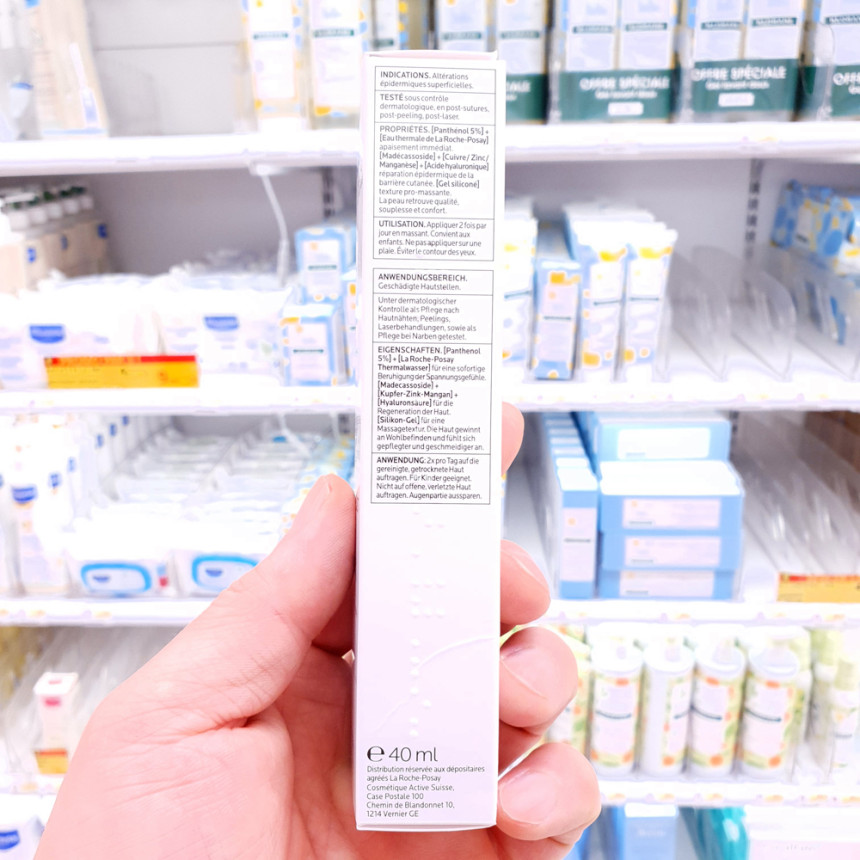 OFFRE SPÉCIALE
OFFRE SPÉCIALE
INDICATIONS. Altérations
épidermiques superficielles.
TESTÉ sous contrôle
dermatologique, en post-sutures,
post-peeling, post-laser.
PROPRIÉTÉS. [Panthénol 5%] +
[Eau thermale de La Roche-Posay]
apaisement immédiat.
[Madécassoside] + [Cuivre / Zinc /
Manganèse] + [Acide hyaluronique]
réparation épidermique de la
barrière cutanée. [Gel siliconé]
texture pro-massante.
La peau retrouve qualité,
souplesse et confort.
UTILISATION. Appliquer 2 fois par
jour en massant. Convient aux
enfants. Ne pas appliquer sur une
plaie. Éviter le contour des yeux.
ANWENDUNGSBEREICH.
Geschädigte Hautstellen.
Unter dermatologischer
Kontrolle als Pflege nach
Hautnähten, Peelings,
Laserbehandlungen, sowie als
Pflege bei Narben getestet.
EIGENSCHAFTEN. [Panthenol
5%] + [La Roche-Posay
Thermalwasser] für eine sofortige
Beruhigung der Spannungsgefühle.
[Madecassoside] +
[Kupfer-Zink-Mangan] +
[Hyaluronsäure] für die
Regeneration der Haut.
[Silikon-Gel] für eine
Massagetextur. Die Haut gewinnt
an Wohlbefinden und fühlt sich
gepflegter und geschmeidiger an.
ANWENDUNG: 2x pro Tag auf die
gereinigte, getrocknete Haut
auftragen. Für Kinder geeignet.
Nicht auf offene, verletzte Haut
auftragen. Augenpartie aussparen.
℮ 40 ml
Distribution réservée aux dépositaires
agréés La Roche-Posay
Cosmétique Active Suisse,
Case Postale 100
Chemin de Blandonnet 10,
1214 Vernier GE